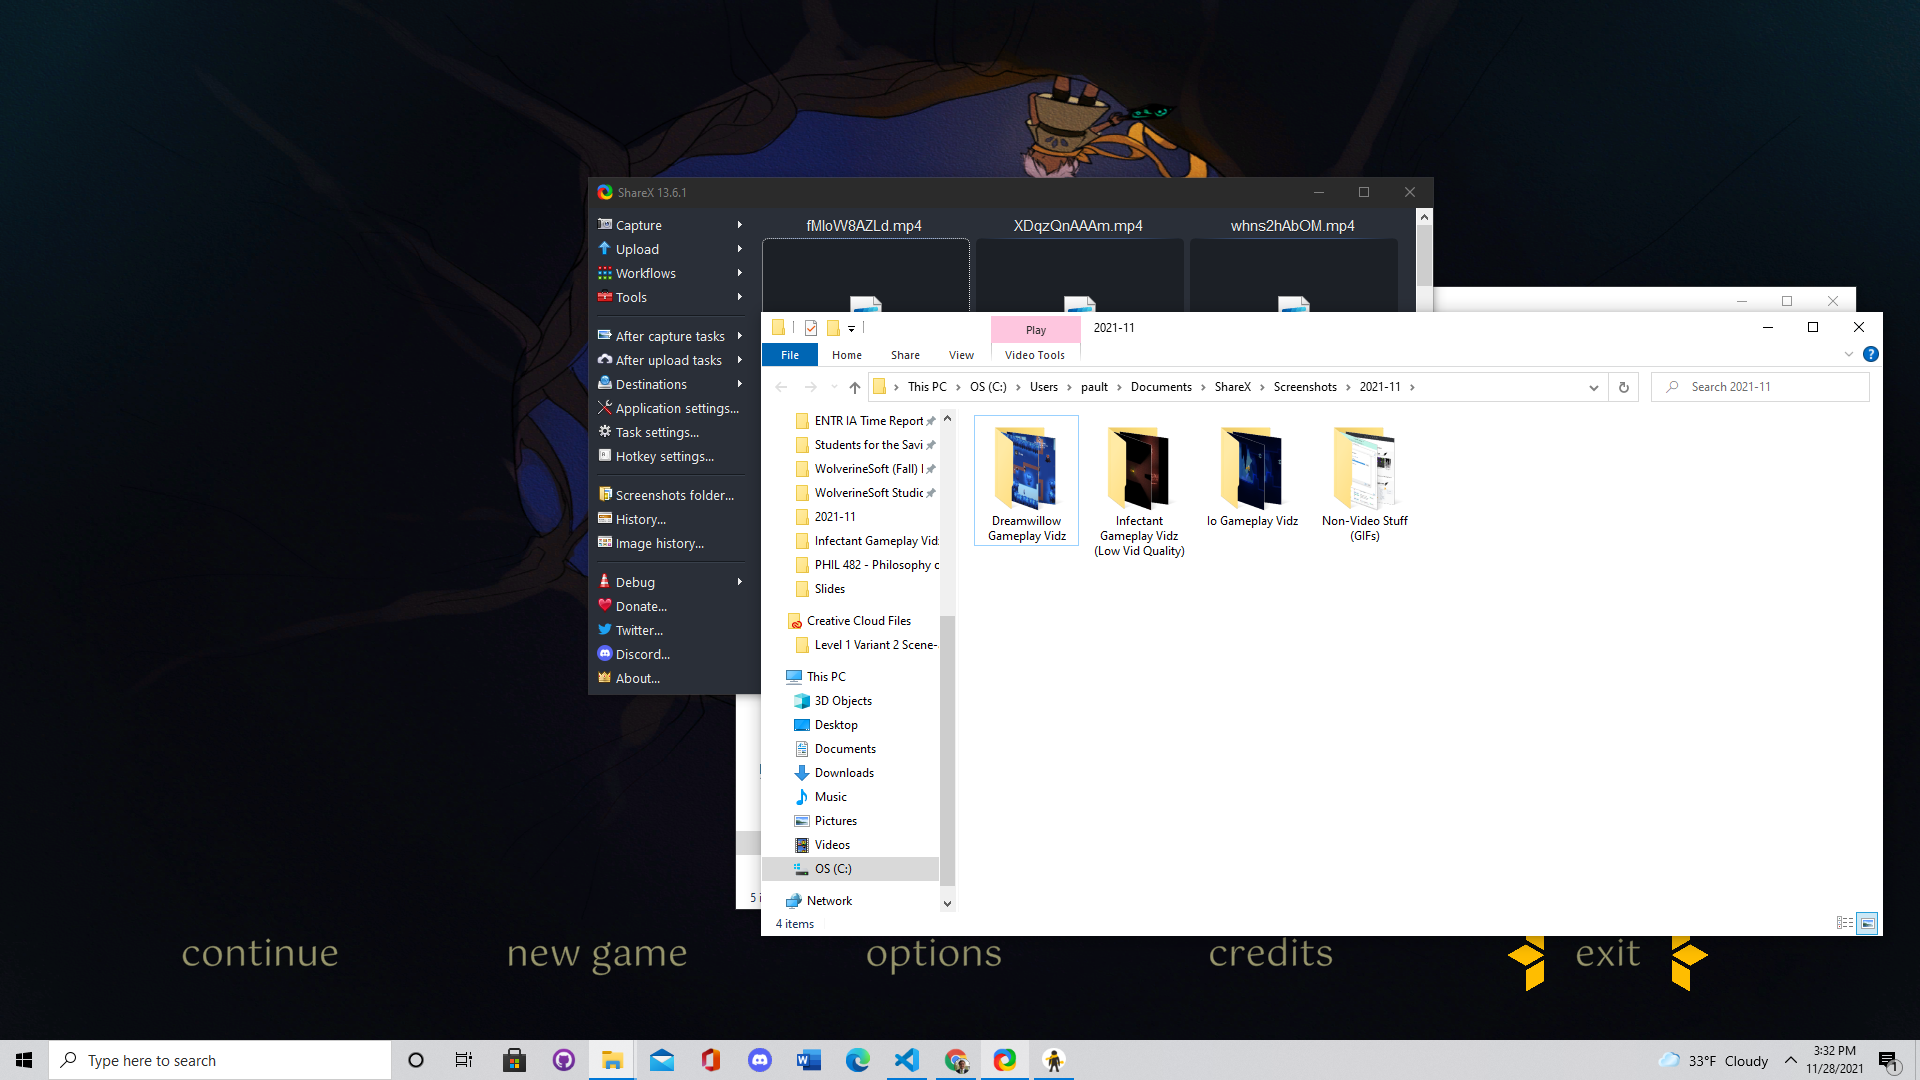 ShareX 13.6.1
Capture
Upload
Workflows
Tools
After capture tasks
After upload tasks
Destinations
Application settings...
Task settings...
Hotkey settings...
Screenshots folder...
History...
Image history...
Debug
Donate...
Twitter...
Discord...
About...
fMloW8AZLd.mp4
XDqzQnAAAm.mp4
whns2hAbOM.mp4
Play
2021-11
File
Home
Share
View
Video Tools
This PC
OS (C:)
Users
pault
Documents
ShareX
Screenshots
2021-11
Search 2021-11
ENTR IA Time Report
Students for the Savi
WolverineSoft (Fall) I
WolverineSoft Studic
2021-11
Infectant Gameplay Vid
PHIL 482 - Philosophy
Slides
Creative Cloud Files
Level 1 Variant 2 Scene-
This PC
3D Objects
Desktop
Documents
Downloads
Music
Pictures
Videos
OS (C:)
Network
4 items
Dreamwillow
Gameplay Vidz
Infectant
Gameplay Vidz
(Low Vid Quality)
Io Gameplay Vidz
Non-Video Stuff
(GIFs)
5
continue
new game
options
credits
exit
Type here to search
33°F Cloudy
3:32 PM
11/28/2021
1